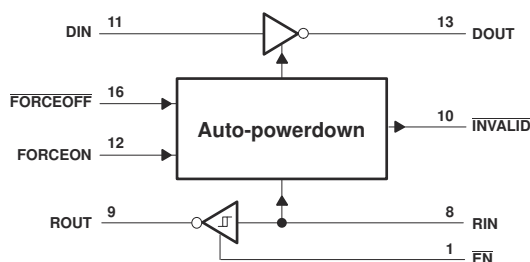 DIN 11 13 DOUT
FORCEOFF 16
Auto-powerdown
10 INVALID
FORCEON 12
ROUT 9 8 RIN
1 EN